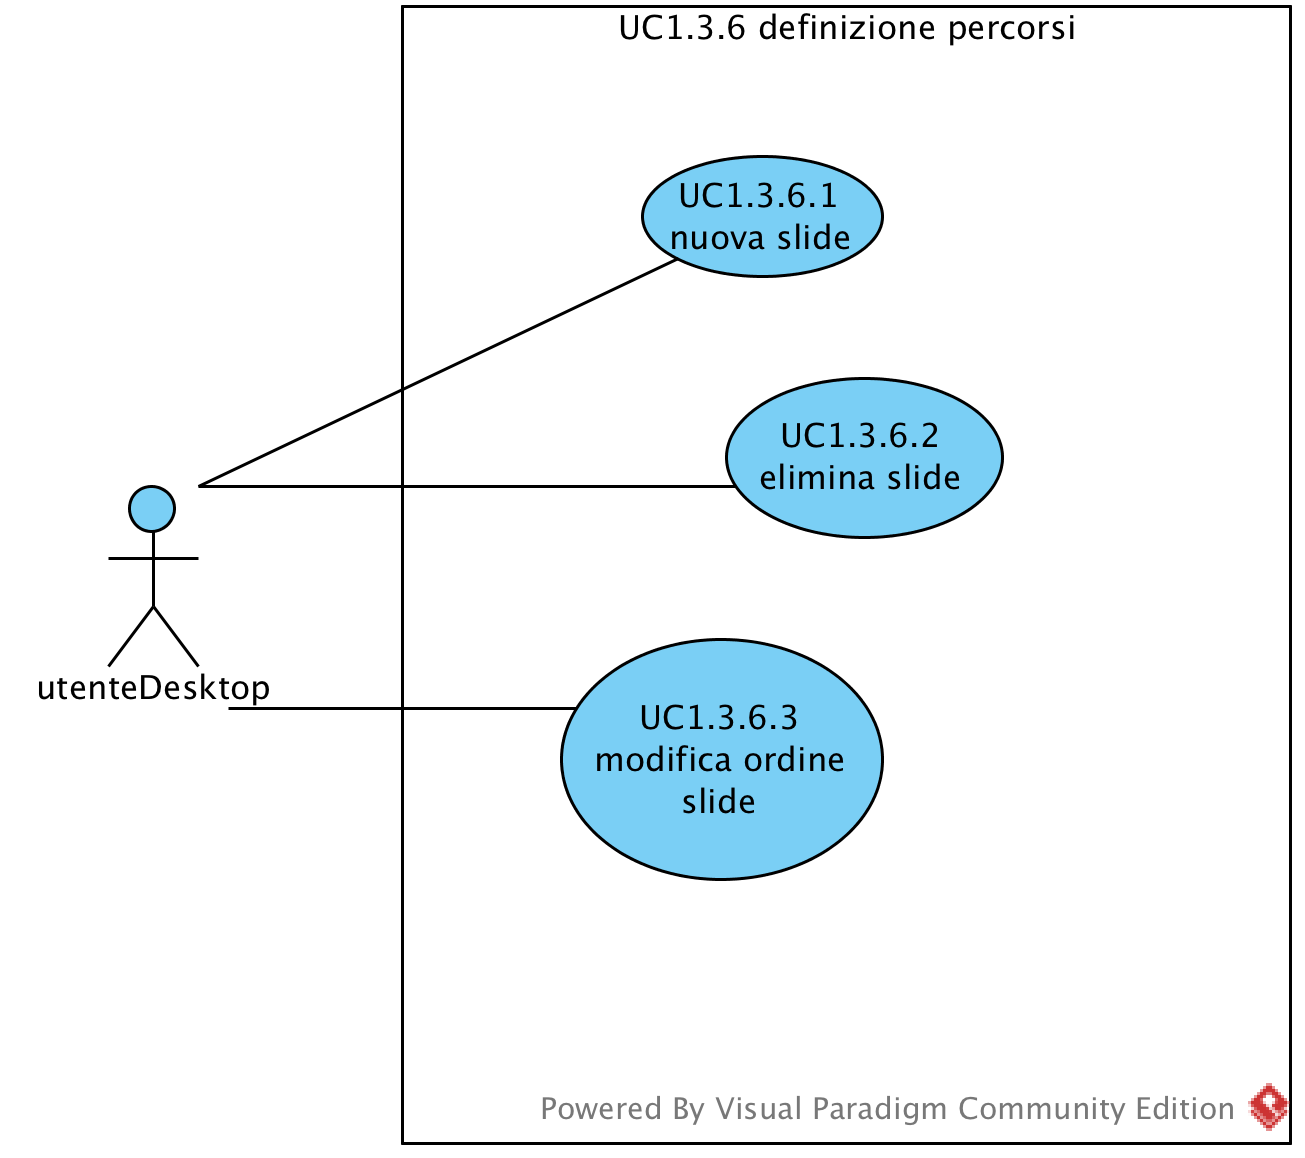 UC1.3.6 definizione percorsi
UC1.3.6.1
nuova slide
UC1.3.6.2
elimina slide
utenteDesktop
UC1.3.6.3
modifica ordine
slide
Powered By Visual Paradigm Community Edition